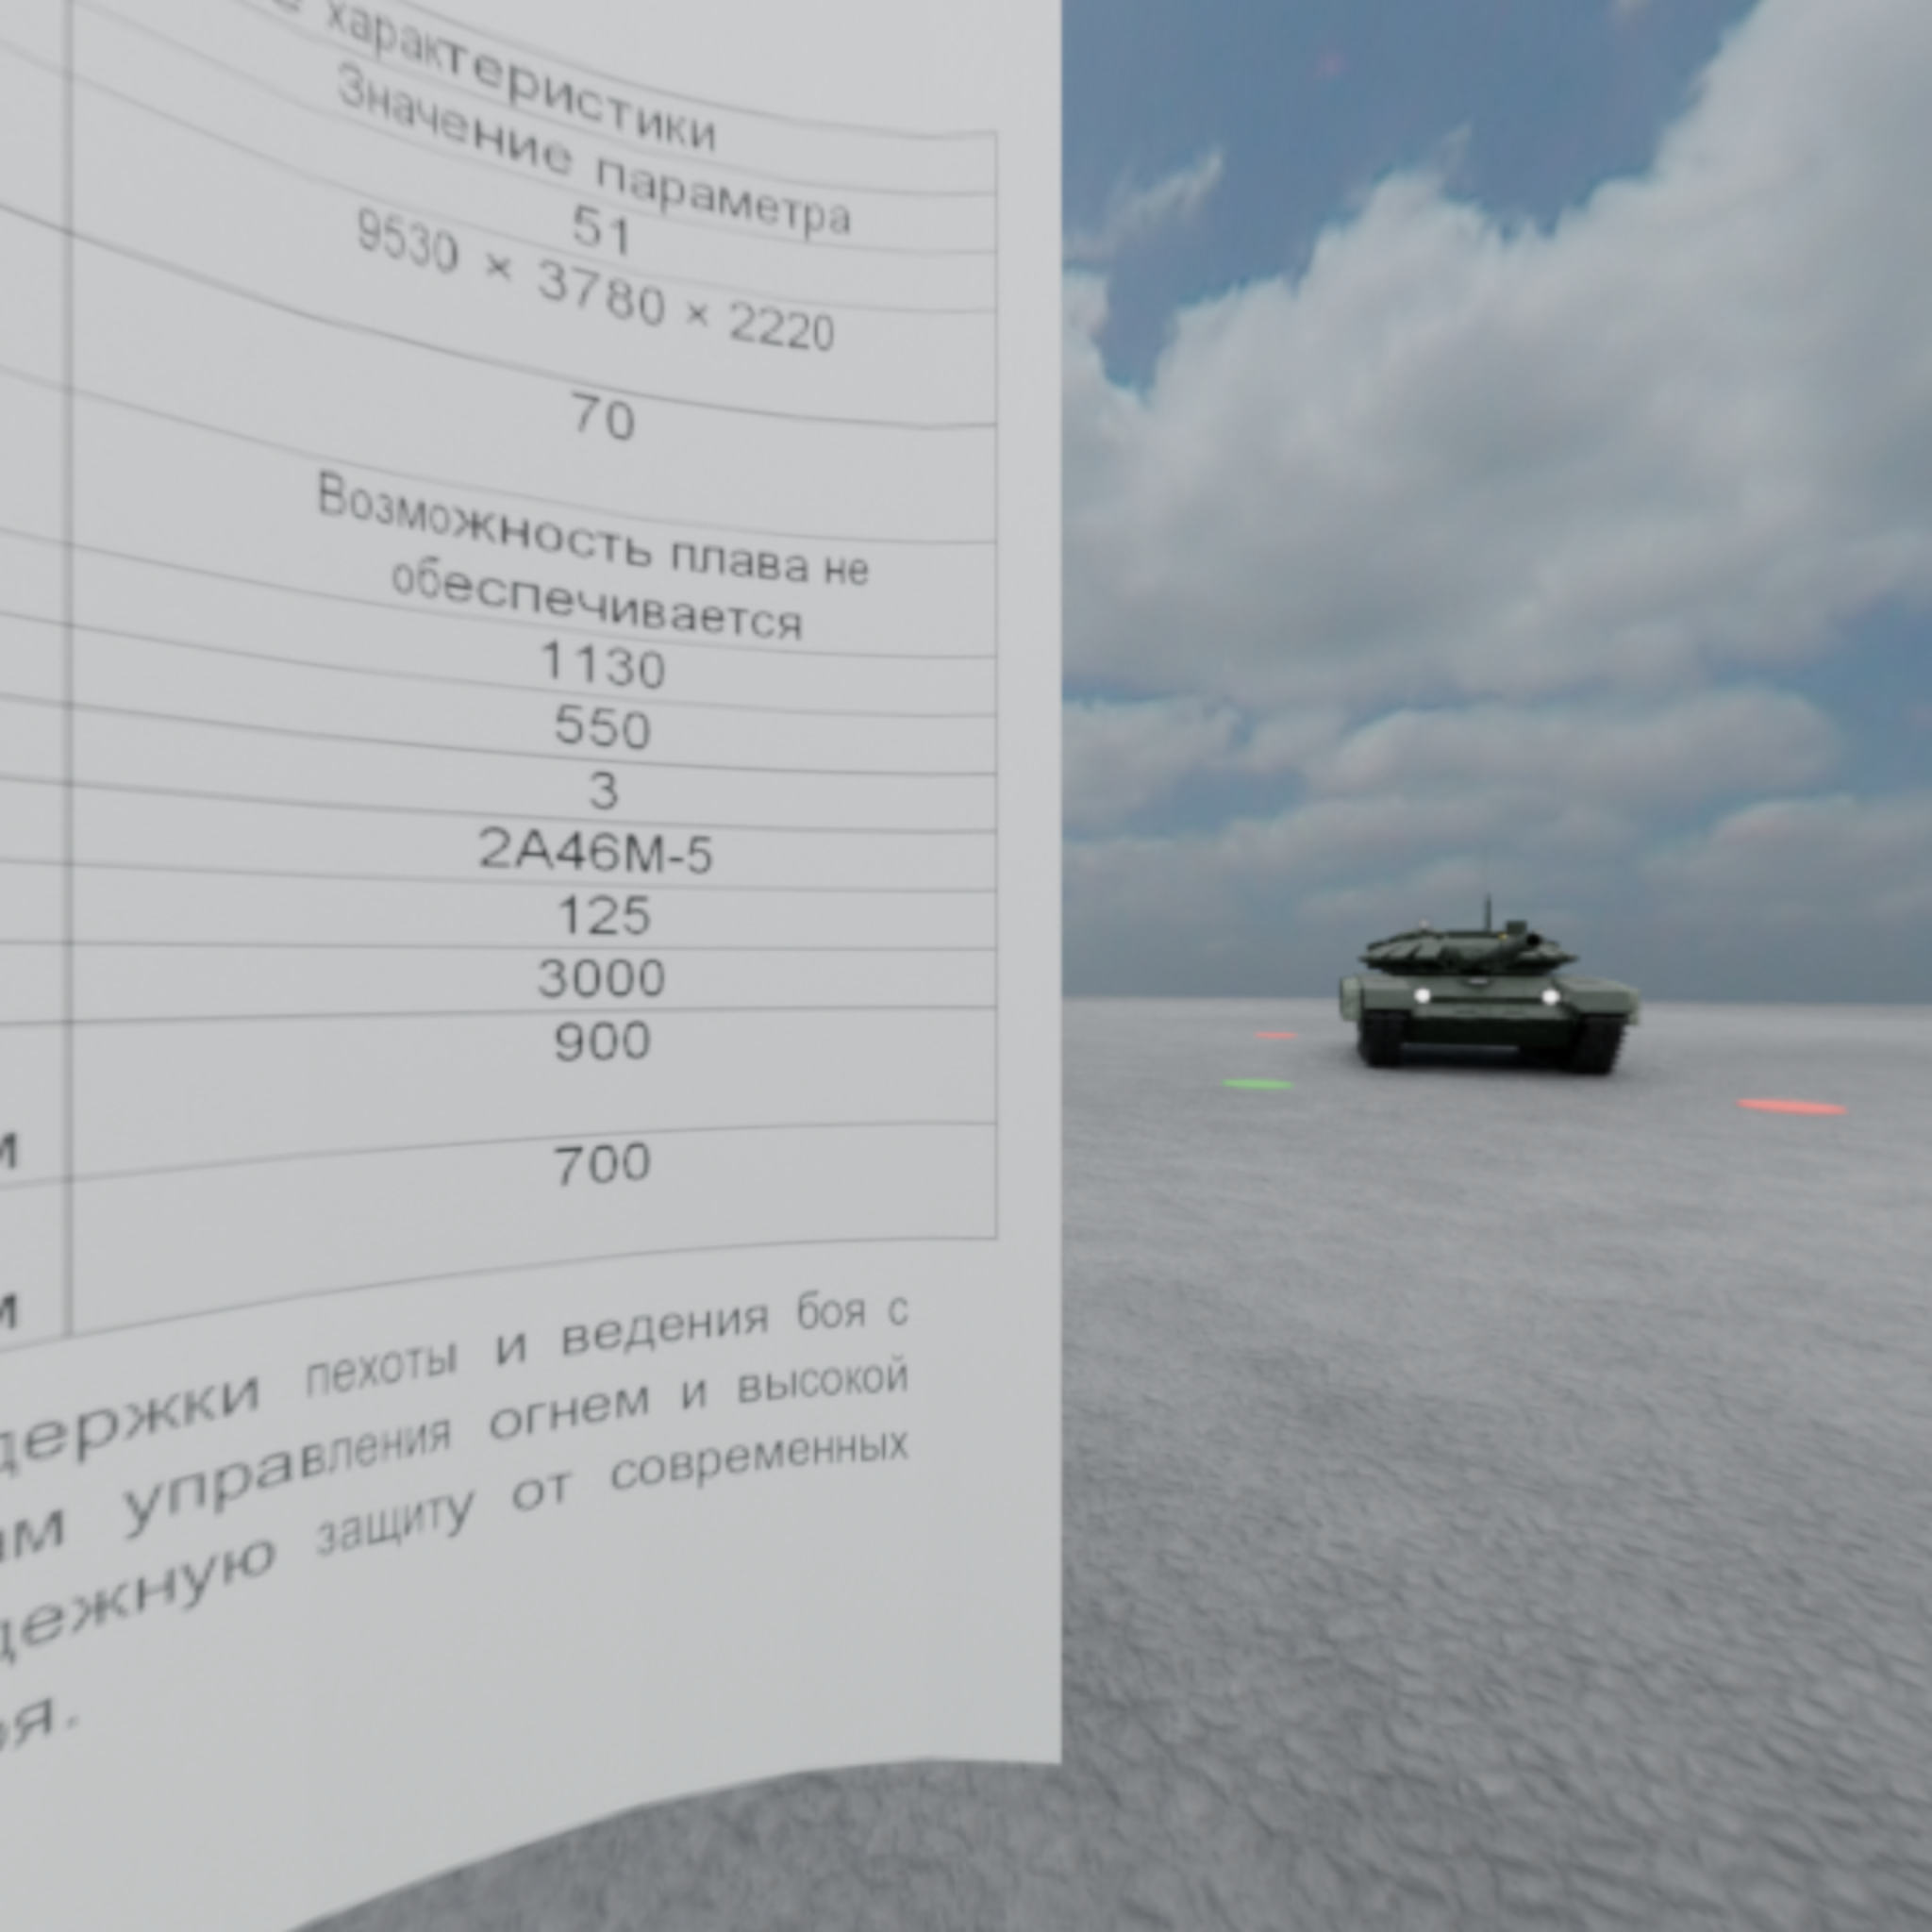 характеристики
Значение параметра
51
9530 × 3780 × 2220
70
Возможность плава не
обеспечивается
1130
550
3
2А46М-5
125
3000
900
700
пехоты и ведения боя с
управления огнем и высокой
защиту от современных